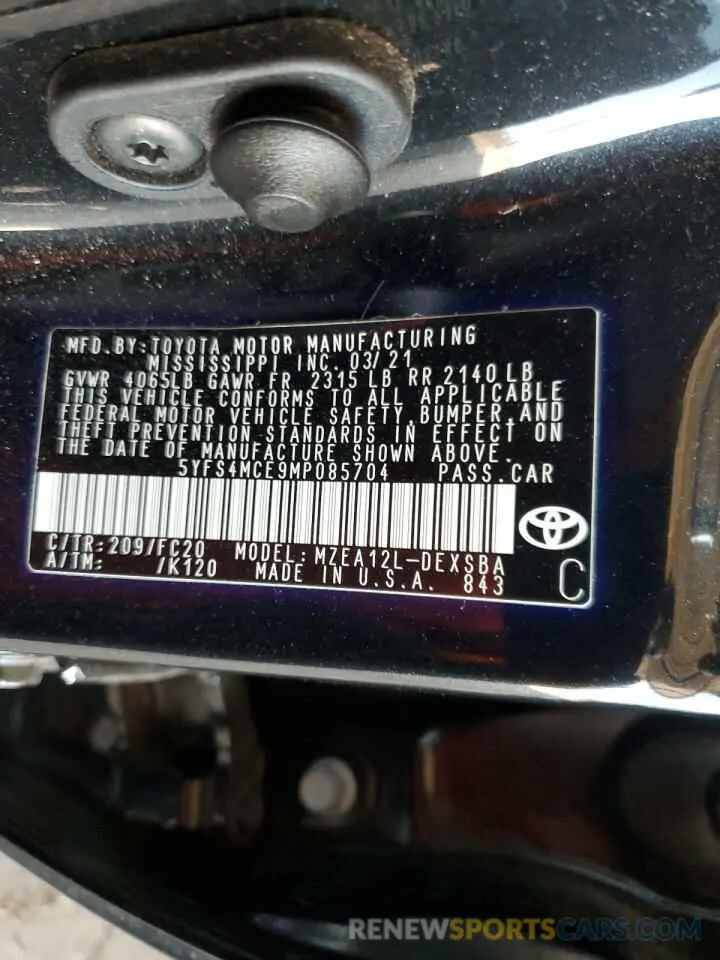 MFD. BY: TOYOTA MOTOR MANUFACTURING
MISSISSIPPI INC. 03/21
GVWR 4065LB GAWR FR 2315 LB RR 2140 LB
THIS VEHICLE CONFORMS TO ALL APPLICABLE
FEDERAL MOTOR VEHICLE SAFETY, BUMPER, AND
THEFT PREVENTION STANDARDS IN EFFECT ON
THE DATE OF MANUFACTURE SHOWN ABOVE.
5YFS4MCE9MP085704 PASS. CAR
C/TR: 209/FC20 MODEL: MZEA12L-DEXSBA
A/TM: /K120 MADE IN U.S.A. 843
C
RENEWSPORTSCARS.COM